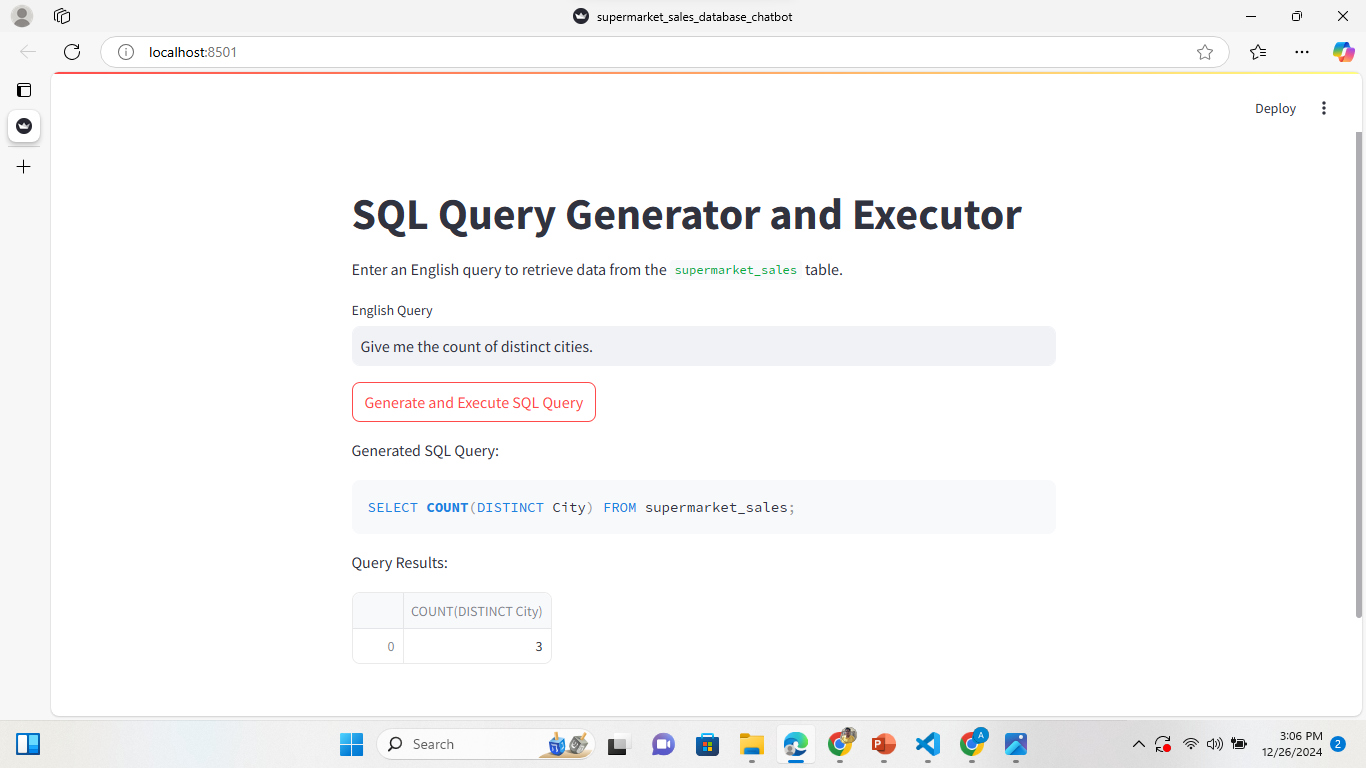 supermarket_sales_database_chatbot
localhost:8501
Deploy
SQL Query Generator and Executor
Enter an English query to retrieve data from the supermarket_sales table.
English Query
Give me the count of distinct cities.
Generate and Execute SQL Query
Generated SQL Query:
SELECT COUNT(DISTINCT City) FROM supermarket_sales;
Query Results:
COUNT(DISTINCT City)
0 3
Search
A
3:06 PM
12/26/2024
2